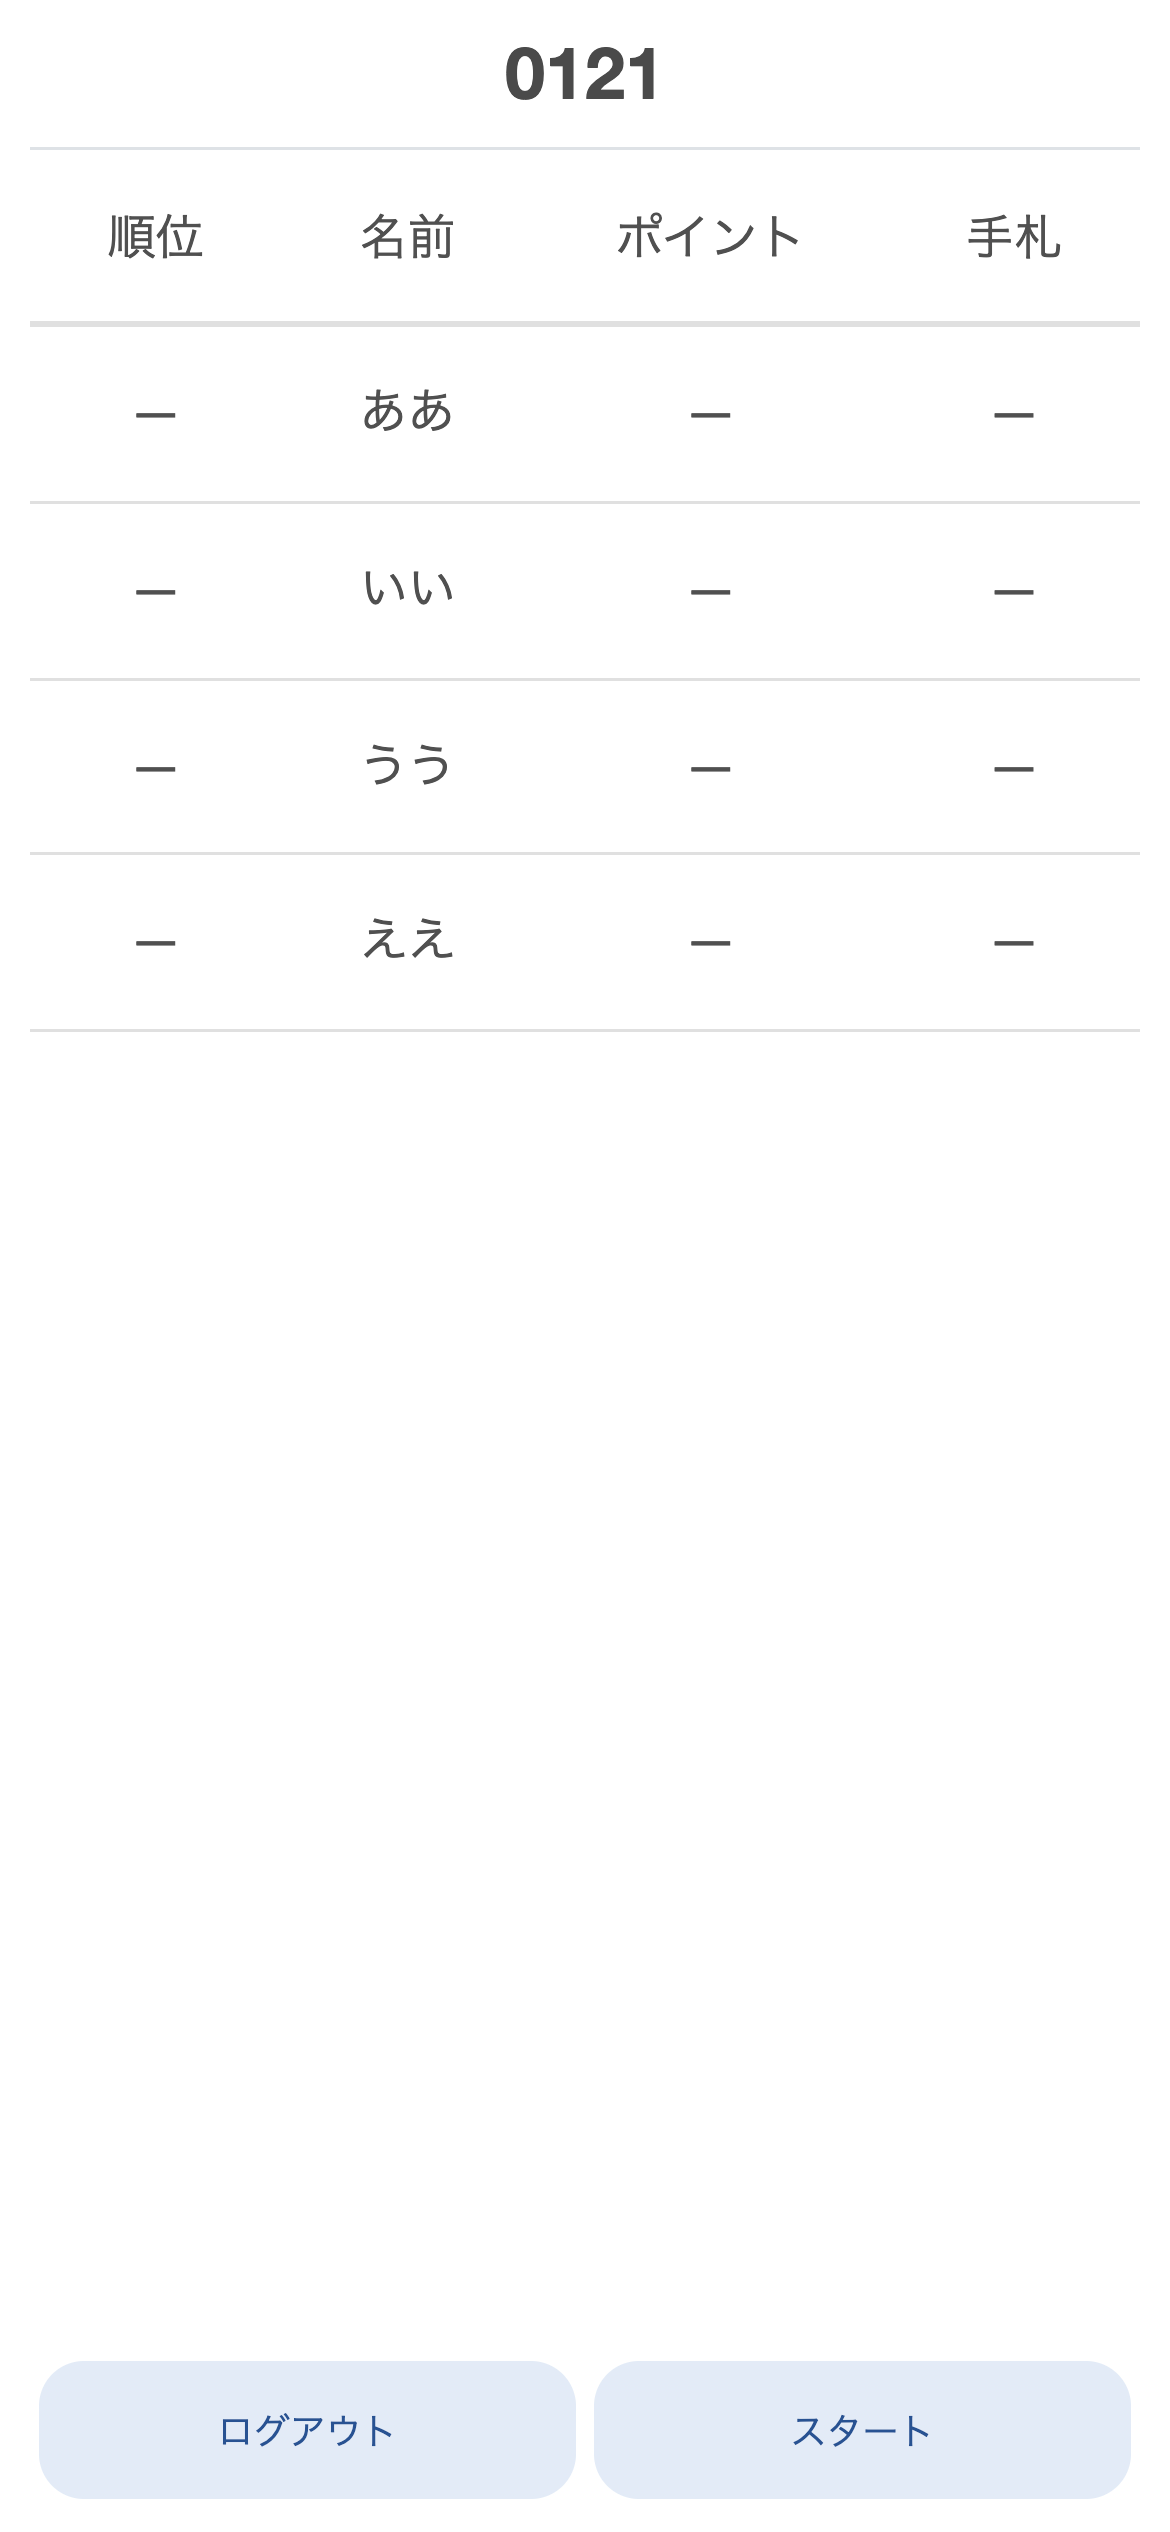 0121
順位 名前 ポイント 手札
ー ああ ー ー
ー いい ー ー
ー うう ー ー
ー ええ ー ー
ログアウト スタート